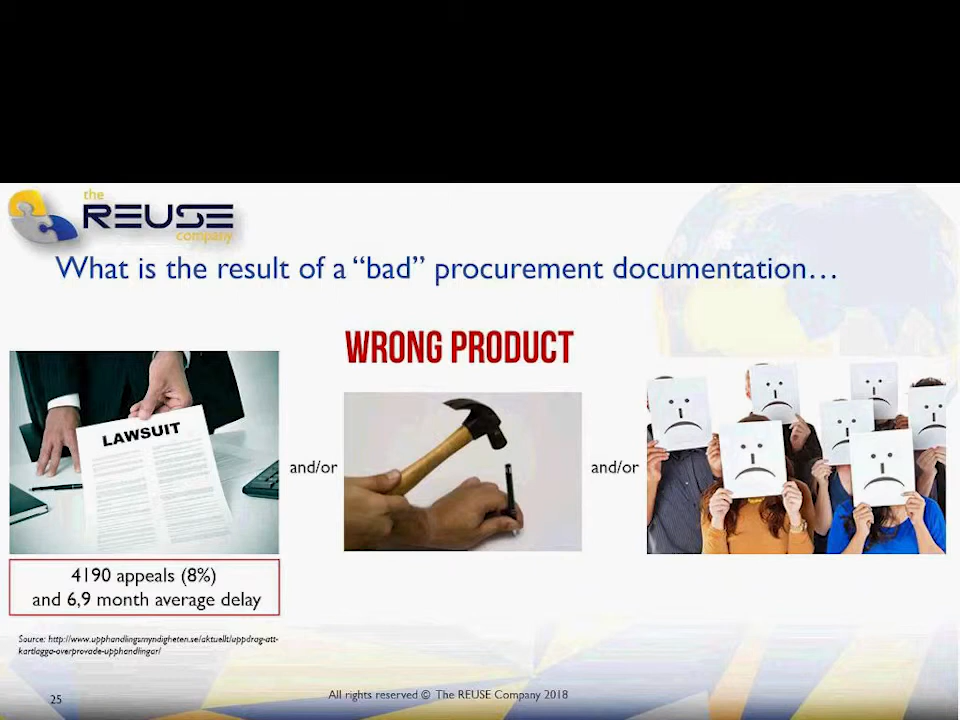 the
REUSE
company
What is the result of a “bad” procurement documentation…
WRONG PRODUCT
LAWSUIT
and/or
and/or
4190 appeals (8%)
and 6,9 month average delay
Source: http://www.upphandlingsmyndigheten.se/aktuellt/uppdrag-att-
kartlagga-overprovade-upphandlingar/
25
All rights reserved © The REUSE Company 2018